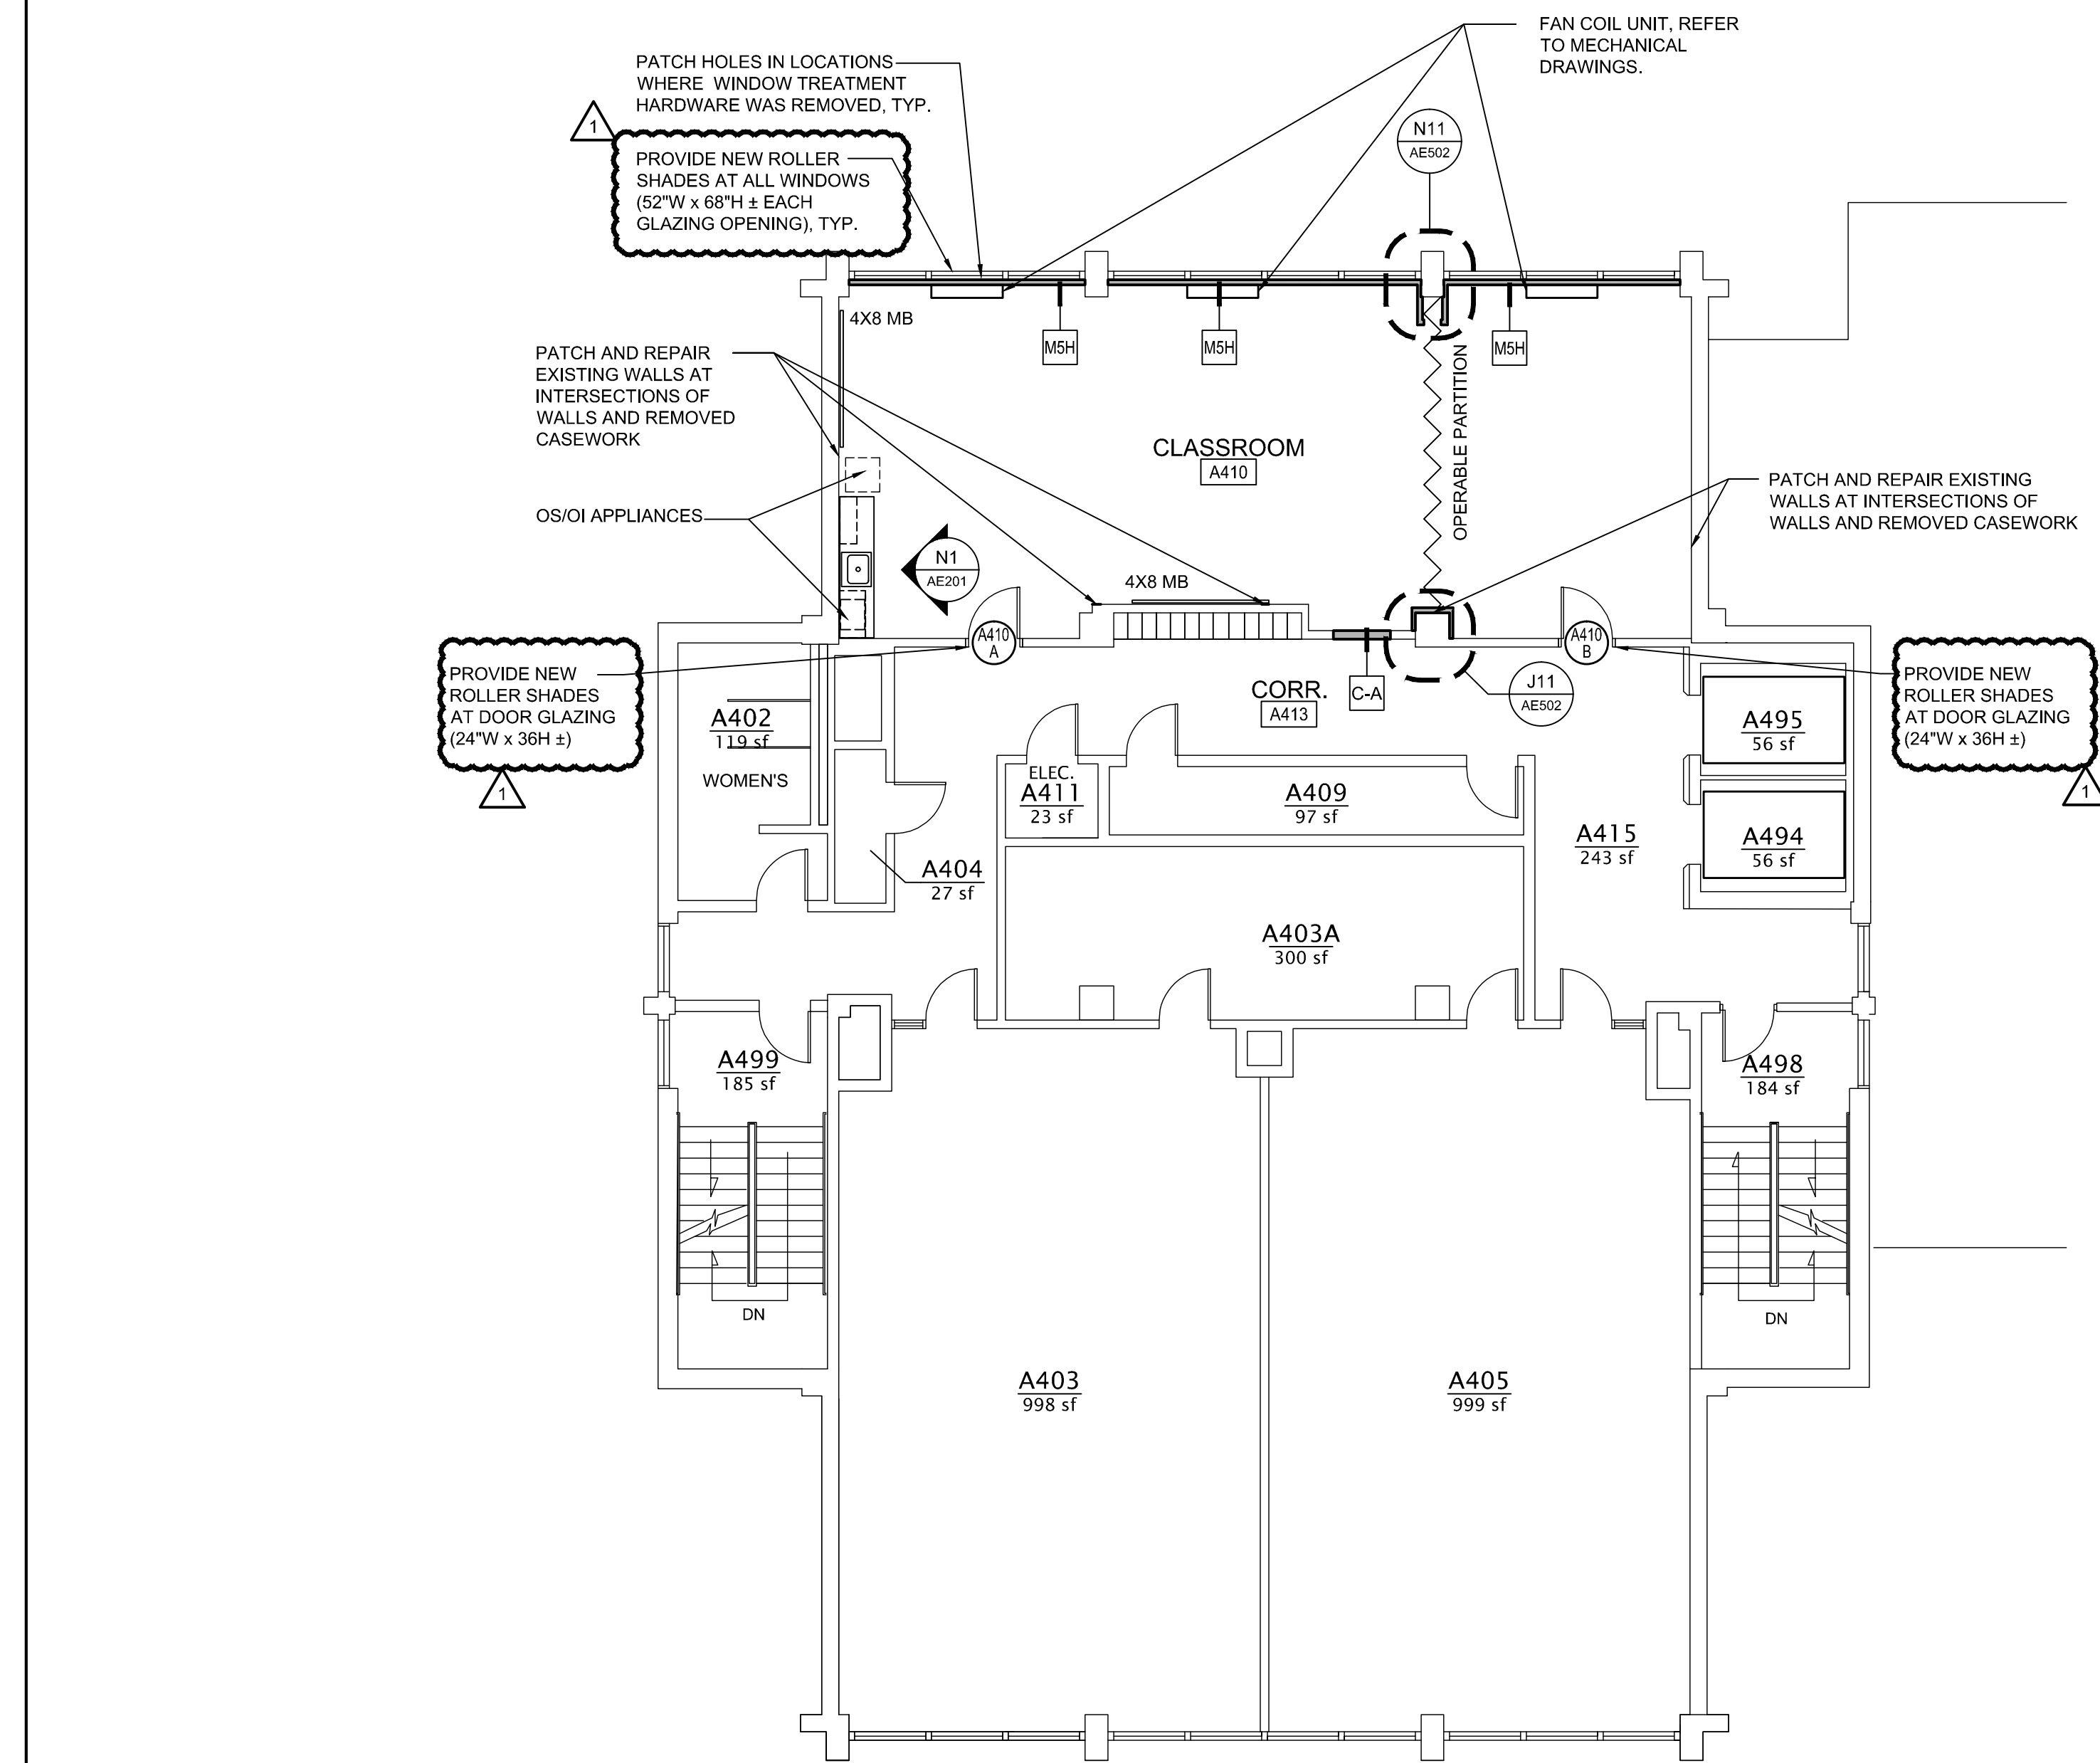 FAN COIL UNIT, REFER
TO MECHANICAL
DRAWINGS.
PATCH HOLES IN LOCATIONS
WHERE WINDOW TREATMENT
HARDWARE WAS REMOVED, TYP.
1
PROVIDE NEW ROLLER
SHADES AT ALL WINDOWS
(52"W x 68"H ± EACH
GLAZING OPENING), TYP.
N11
AE502
4X8 MB
M5H
M5H
M5H
PATCH AND REPAIR
EXISTING WALLS AT
INTERSECTIONS OF
WALLS AND REMOVED
CASEWORK
OPERABLE PARTITION
CLASSROOM
A410
PATCH AND REPAIR EXISTING
WALLS AT INTERSECTIONS OF
WALLS AND REMOVED CASEWORK
OS/OI APPLIANCES
N1
AE201
4X8 MB
A410
A
A410
B
PROVIDE NEW
ROLLER SHADES
AT DOOR GLAZING
(24"W x 36H ±)
1
PROVIDE NEW
ROLLER SHADES
AT DOOR GLAZING
(24"W x 36H ±)
1
CORR.
A413
C-A
J11
AE502
A402
119 sf
WOMEN'S
A495
56 sf
ELEC.
A411
23 sf
A409
97 sf
A415
243 sf
A494
56 sf
A404
27 sf
A403A
300 sf
A499
185 sf
A498
184 sf
DN
DN
A403
998 sf
A405
999 sf